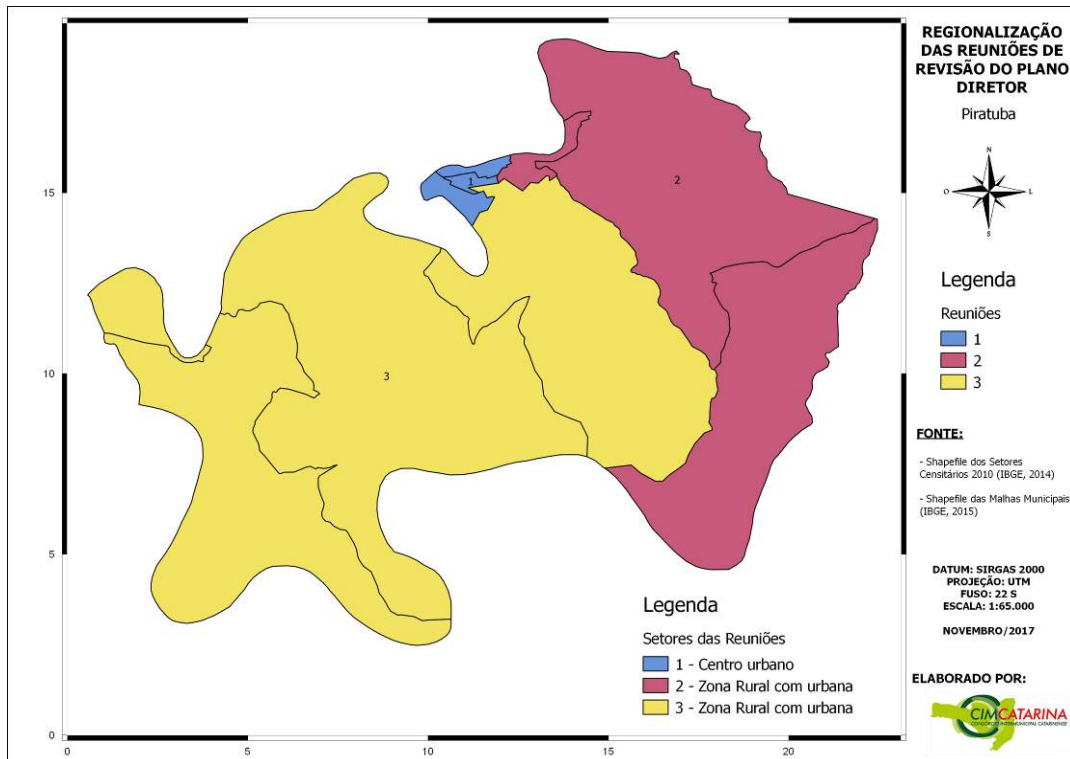 REGIONALIZAÇÃO
DAS REUNIÕES DE
REVISÃO DO PLANO
DIRETOR
Piratuba
N
O
L
S
Legenda
Reuniões
1
2
3
FONTE:
- Shapefile dos Setores
Censitários 2010 (IBGE, 2014)
- Shapefile das Malhas Municipais
(IBGE, 2015)
DATUM: SIRGAS 2000
PROJEÇÃO: UTM
FUSO: 22 S
ESCALA: 1:65.000
NOVEMBRO/2017
ELABORADO POR:
CIMCATARINA
CONSÓRCIO INTERMUNICIPAL CATARINENSE
1
2
3
Legenda
Setores das Reuniões
1 - Centro urbano
2 - Zona Rural com urbana
3 - Zona Rural com urbana
15
10
5
0
0
5
10
15
20